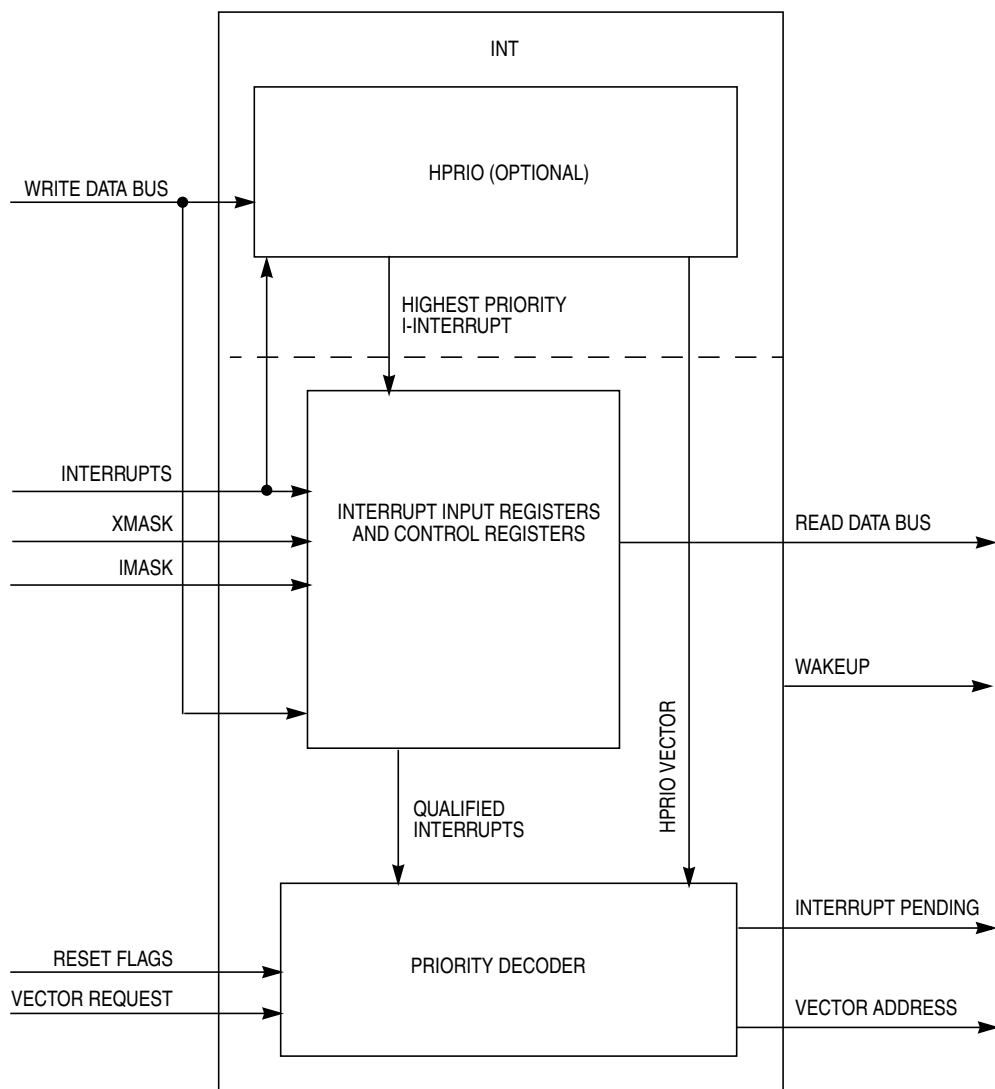 INT
HPRIO (OPTIONAL)
WRITE DATA BUS
HIGHEST PRIORITY
I-INTERRUPT
INTERRUPTS
XMASK
IMASK
INTERRUPT INPUT REGISTERS
AND CONTROL REGISTERS
READ DATA BUS
WAKEUP
HPRIO VECTOR
QUALIFIED
INTERRUPTS
INTERRUPT PENDING
RESET FLAGS
PRIORITY DECODER
VECTOR REQUEST
VECTOR ADDRESS